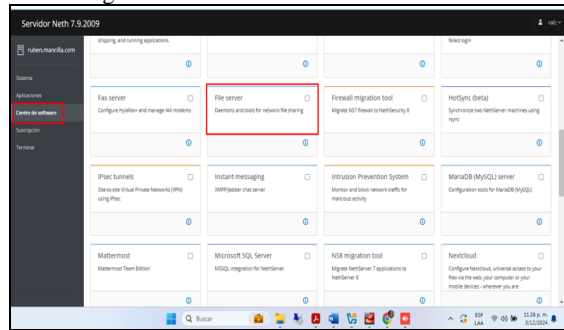 Servidor Neth 7.9.2009
raiz
ruben.mancilla.com
Sistema
Aplicaciones
Centro de software
Suscripción
Terminal
shipping, and running applications.
failed login
Fax server
Configure HylaFax+ and manage IAX modems
File server
Daemons and tools for network file sharing
Firewall migration tool
Migrate NS7 firewall to NethSecurity 8
HotSync (beta)
Synchronize two NethServer machines using
rsync
IPsec tunnels
Site-to-site Virtual Private Networks (VPN)
using IPsec
Instant messaging
XMPP/Jabber chat server
Intrusion Prevention System
Monitor and block network traffic for
malicious activity
MariaDB (MySQL) server
Configuration tools for MariaDB (MySQL)
Mattermost
Mattermost Team Edition
Microsoft SQL Server
MSSQL integration for NethServer
NS8 migration tool
Migrate NethServer 7 applications to
NethServer 8
Nextcloud
Configure Nextcloud, universal access to your
files via the web, your computer or your
mobile devices - wherever you are
Buscar
ESP
LAA
11:26 p. m.
5/12/2024